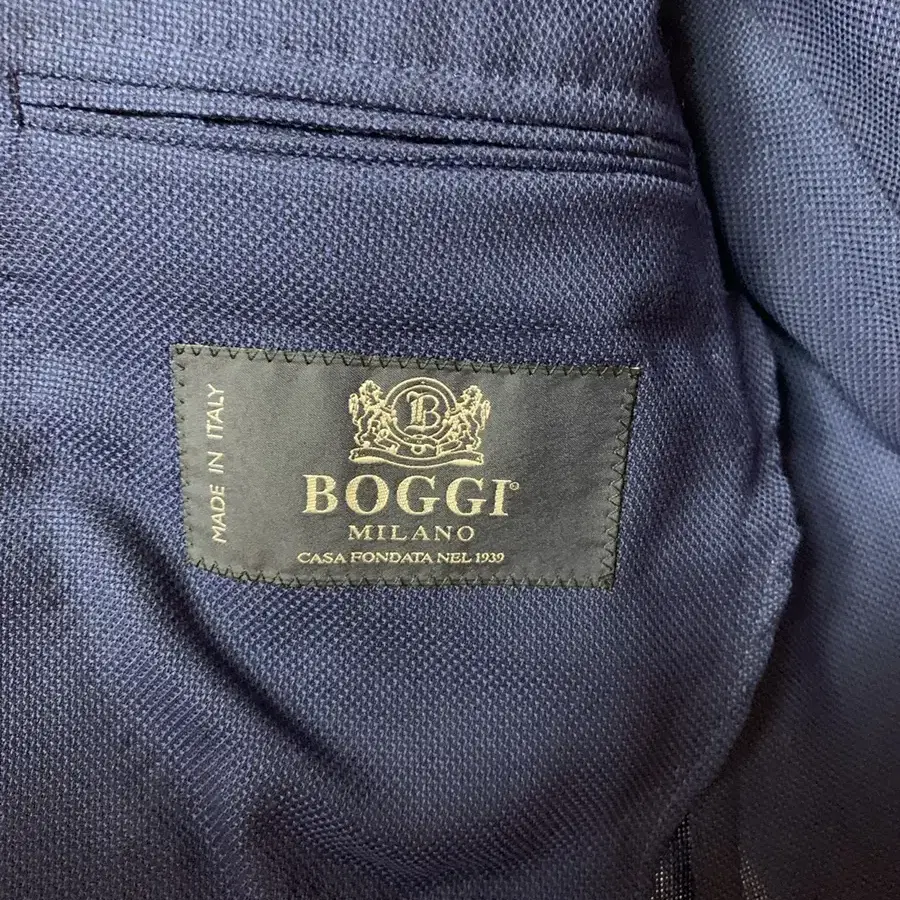 MADE IN ITALY
B
BOGGI®
MILANO
CASA FONDATA NEL 1939